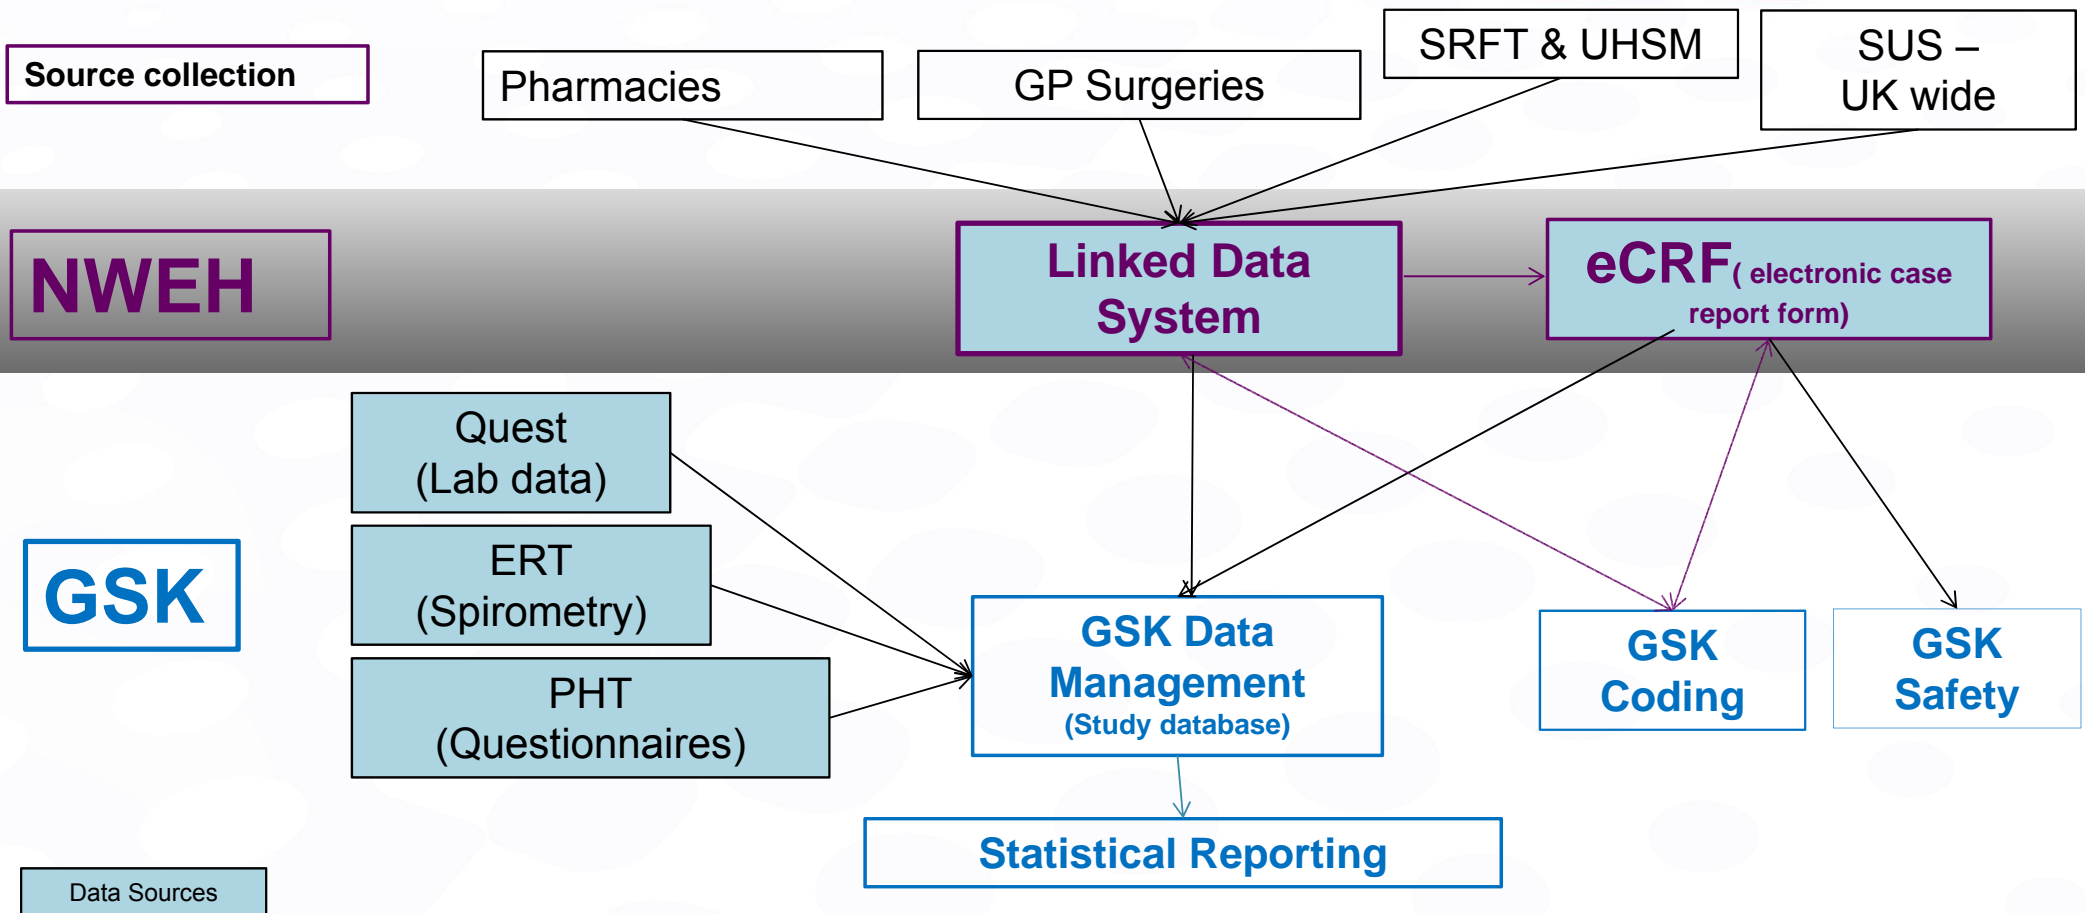 Source collection
Pharmacies
GP Surgeries
SRFT & UHSM
SUS –
UK wide
NWEH
Linked Data
System
eCRF( electronic case
report form)
Quest
(Lab data)
ERT
(Spirometry)
PHT
(Questionnaires)
GSK
GSK Data
Management
(Study database)
GSK
Coding
GSK
Safety
Statistical Reporting
Data Sources